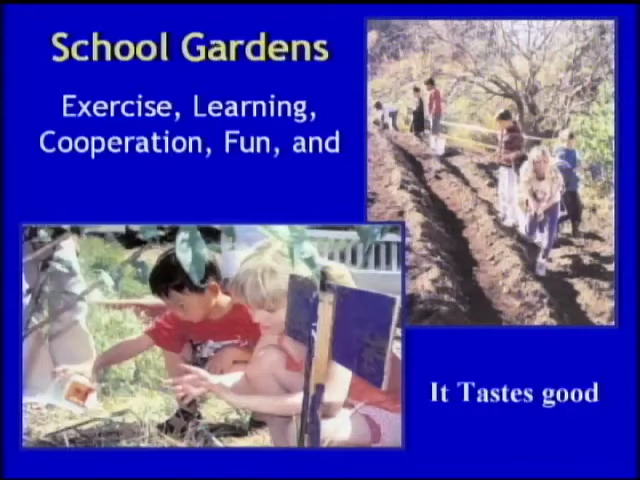 School Gardens
Exercise, Learning,
Cooperation, Fun, and
It Tastes good